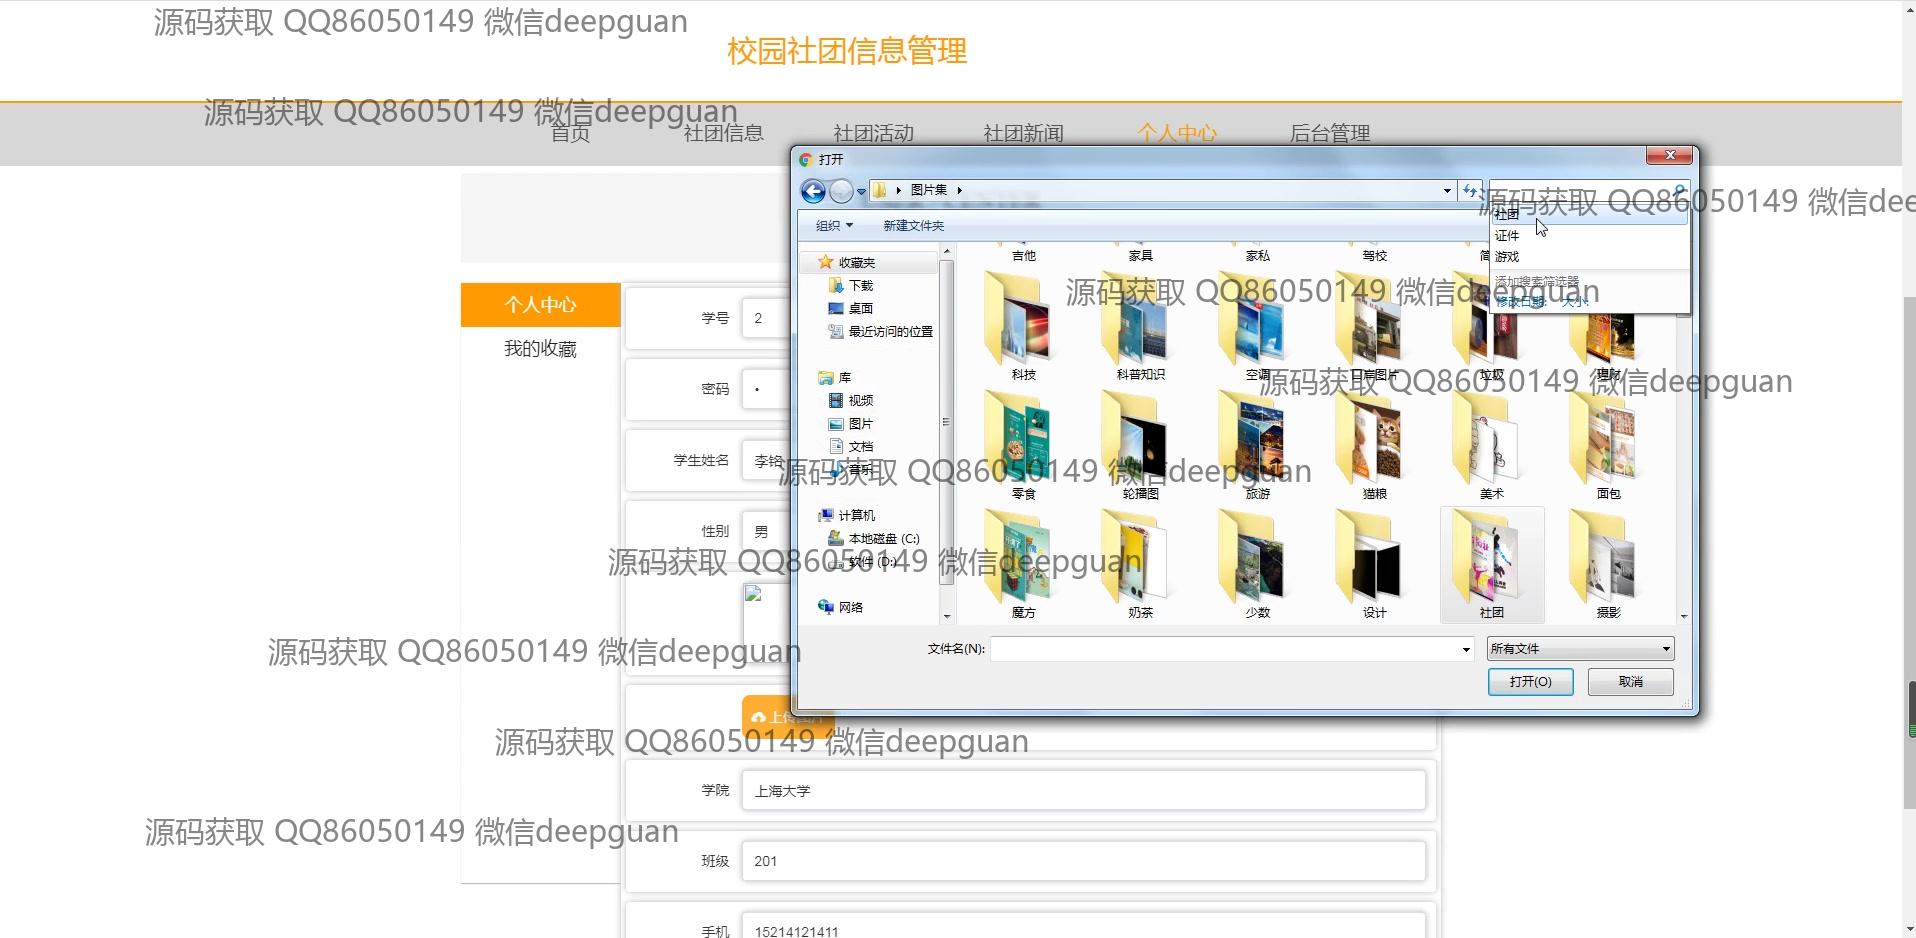 源码获取 QQ86050149 微信deepguan
校园社团信息管理
源码获取 QQ86050149 微信deepguan
首页 社团信息 社团活动 社团新闻 个人中心 后台管理
打开
图片集
源码获取 QQ86050149 微信deepguan
组织 新建文件夹
社团
证件
游戏
添加搜索筛选器
修改日期: 大小:
收藏夹
下载
桌面
最近访问的位置
库
视频
图片
文档
音乐
计算机
本地磁盘 (C:)
软件 (D:)
网络
吉他 家具 家私 驾校
源码获取 QQ86050149 微信deepguan
科技 科普知识 空调 垃圾 理财
源码获取 QQ86050149 微信deepguan
零食 轮播图 旅游 猫粮 美术 面包
源码获取 QQ86050149 微信deepguan
魔方 奶茶 少数 设计 社团 摄影
源码获取 QQ86050149 微信deepguan
文件名(N):
所有文件
打开(O) 取消
个人中心
我的收藏
学号 2
密码 •
学生姓名
性别 男
源码获取 QQ86050149 微信deepguan
上传图片
源码获取 QQ86050149 微信deepguan
学院 上海大学
源码获取 QQ86050149 微信deepguan
班级 201
手机 15214121411